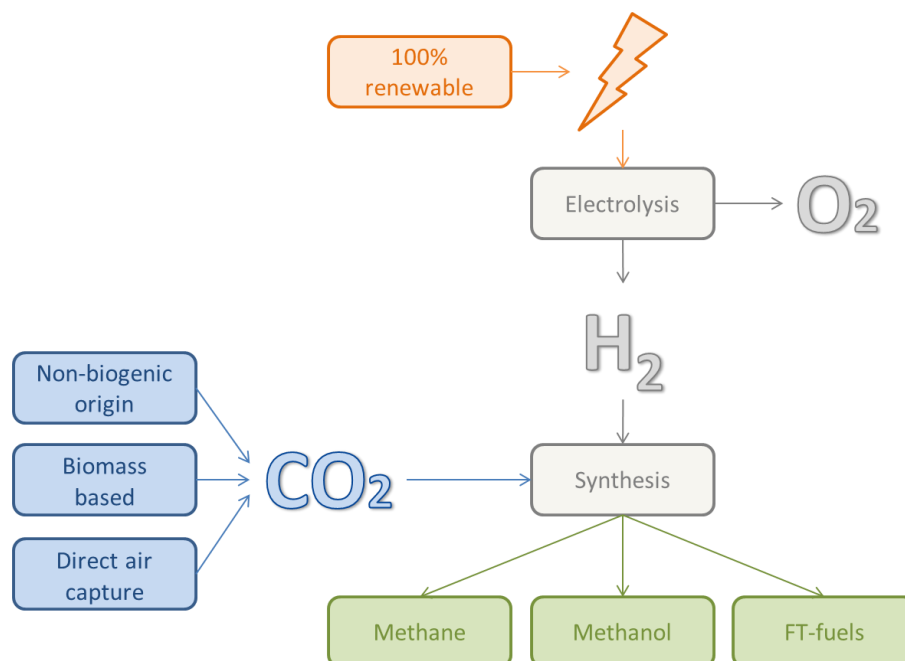 100%
renewable
Electrolysis
O2
H2
Non-biogenic
origin
Biomass
based
Direct air
capture
CO2
Synthesis
Methane
Methanol
FT-fuels